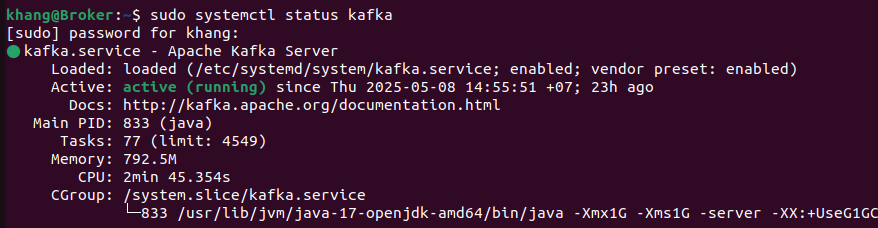 khang@Broker:~$ sudo systemctl status kafka
[sudo] password for khang:
kafka.service - Apache Kafka Server
Loaded: loaded (/etc/systemd/system/kafka.service; enabled; vendor preset: enabled)
Active: active (running) since Thu 2025-05-08 14:55:51 +07; 23h ago
Docs: http://kafka.apache.org/documentation.html
Main PID: 833 (java)
Tasks: 77 (limit: 4549)
Memory: 792.5M
CPU: 2min 45.354s
CGroup: /system.slice/kafka.service
└─833 /usr/lib/jvm/java-17-openjdk-amd64/bin/java -Xmx1G -Xms1G -server -XX:+UseG1GC